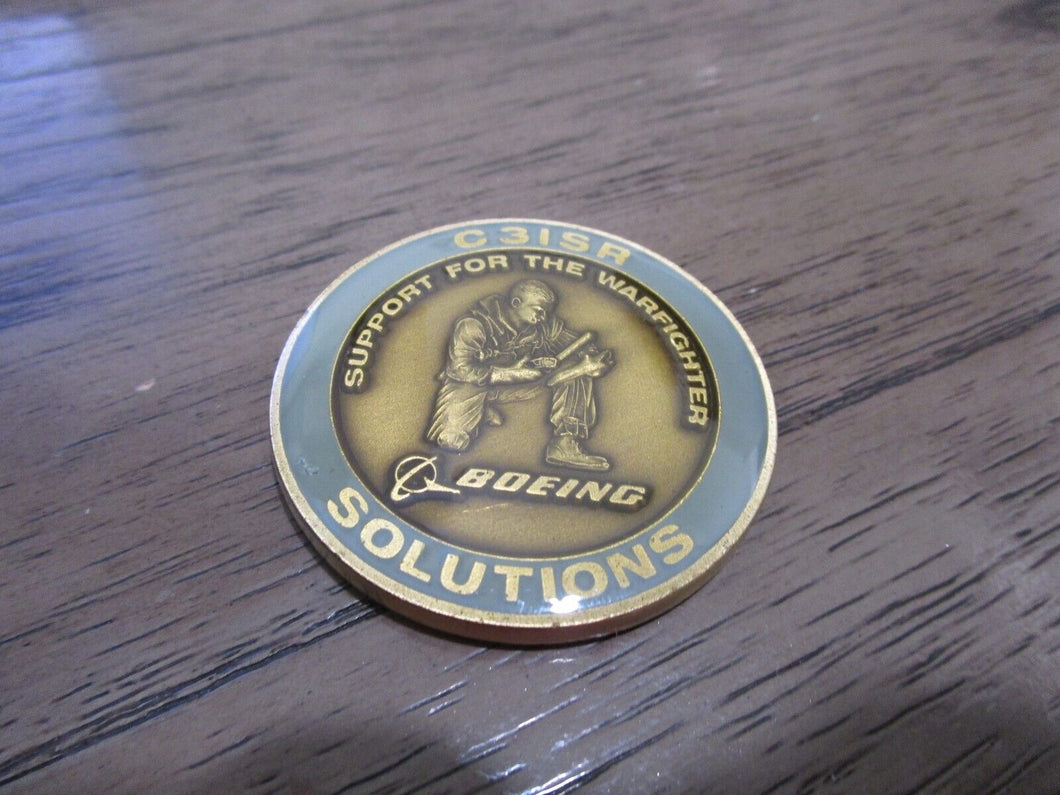 C3ISR
SUPPORT FOR THE WARFIGHTER
BOEING
SOLUTIONS